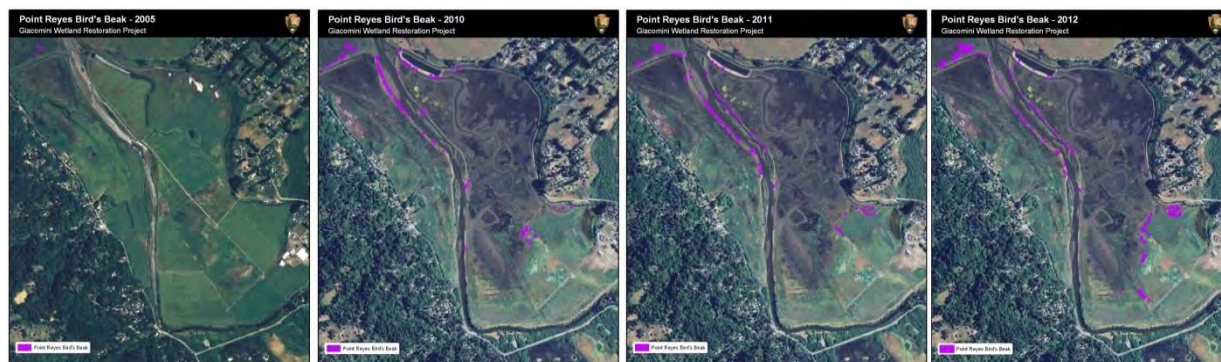 Point Reyes Bird's Beak - 2005
Giacomini Wetland Restoration Project
Point Reyes Bird's Beak
Point Reyes Bird's Beak - 2010
Giacomini Wetland Restoration Project
Point Reyes Bird's Beak
Point Reyes Bird's Beak - 2011
Giacomini Wetland Restoration Project
Point Reyes Bird's Beak
Point Reyes Bird's Beak - 2012
Giacomini Wetland Restoration Project
Point Reyes Bird's Beak